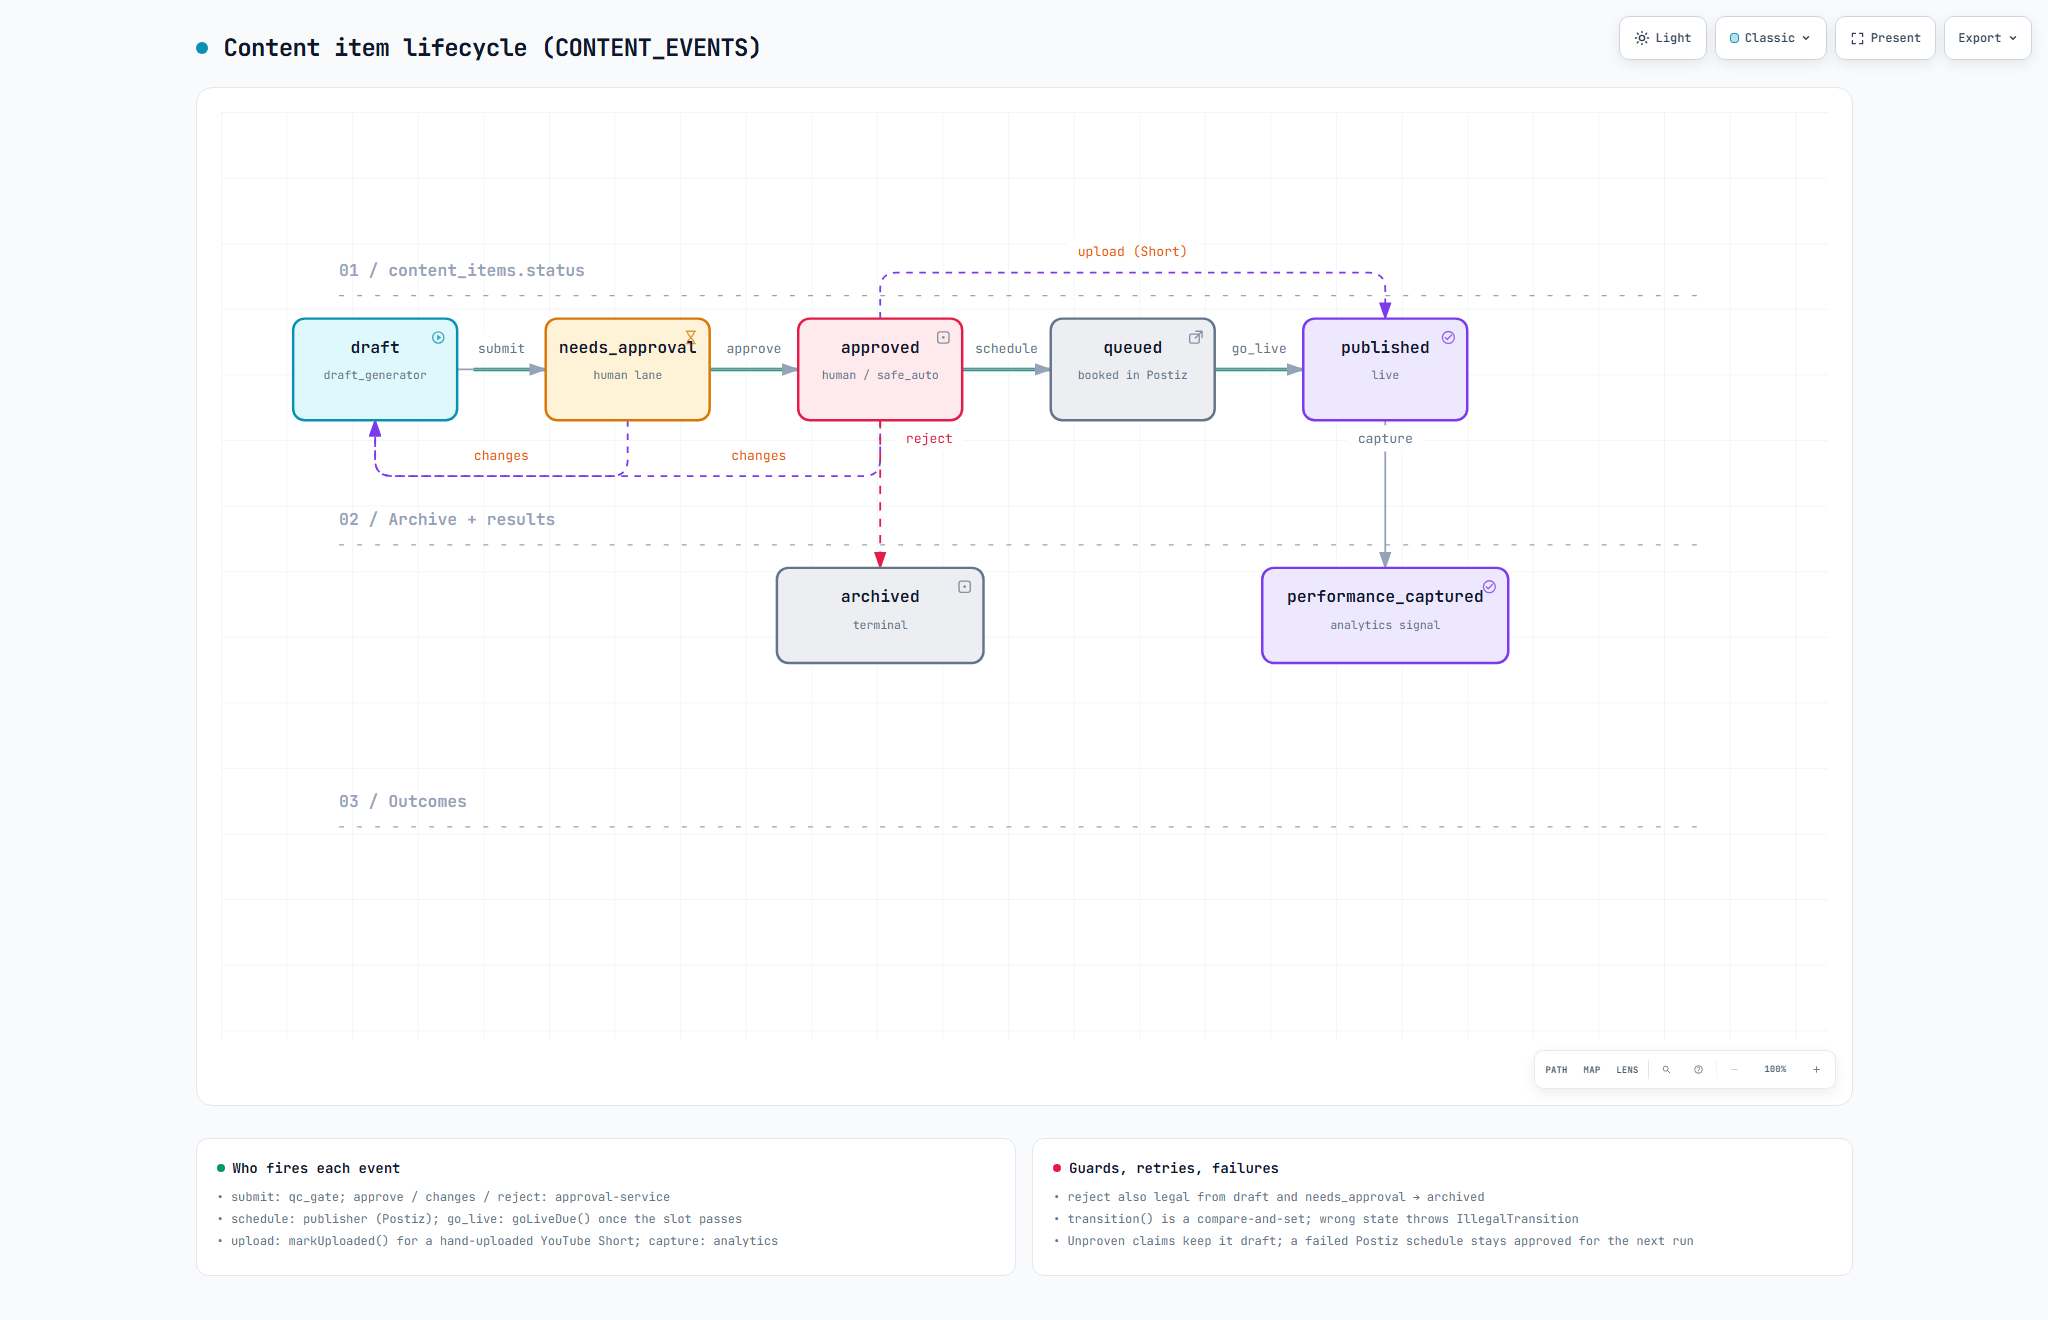 Content item lifecycle (CONTENT_EVENTS)
Light
Classic
Present
Export
01 / content_items.status
upload (Short)
draft
draft_generator
submit
needs_approval
human lane
approve
approved
human / safe_auto
schedule
queued
booked in Postiz
go_live
published
live
changes
changes
reject
capture
02 / Archive + results
archived
terminal
performance_captured
analytics signal
03 / Outcomes
PATH
MAP
LENS
100%
Who fires each event
• submit: qc_gate; approve / changes / reject: approval-service
• schedule: publisher (Postiz); go_live: goLiveDue() once the slot passes
• upload: markUploaded() for a hand-uploaded YouTube Short; capture: analytics
Guards, retries, failures
• reject also legal from draft and needs_approval → archived
• transition() is a compare-and-set; wrong state throws IllegalTransition
• Unproven claims keep it draft; a failed Postiz schedule stays approved for the next run